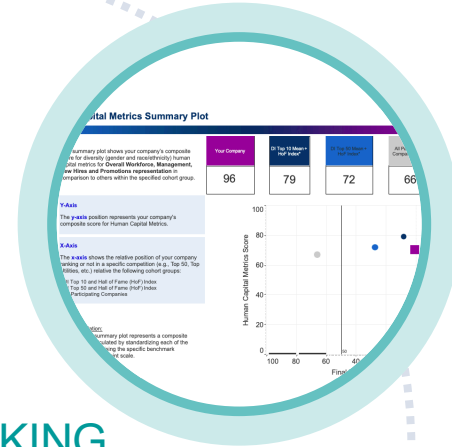 ital Metrics Summary Plot
summary plot shows your company's composite
for diversity (gender and race/ethnicity) human
ital metrics for Overall Workforce, Management,
ew Hires and Promotions representation in
omparison to others within the specified cohort group.
Your Company
DI Top 10 Mean +
HoF Index*
DI Top 50 Mean +
HoF Index*
All
96
79
72
66
Y-Axis
The y-axis position represents your company's
composite score for Human Capital Metrics.
X-Axis
The x-axis shows the relative position of your company
ranking or not in a specific competition (e.g., Top 50, Top
Utilities, etc.) relative the following cohort groups:
Top 10 and Hall of Fame (HoF) Index
Top 50 and Hall of Fame (HoF) Index
Participating Companies
summary plot represents a composite
ulated by standardizing each of the
ing the specific benchmark
nt scale.
Human Capital Metrics Score
100
80
60
40
20
0
50
100 80 60 40
Final
KING